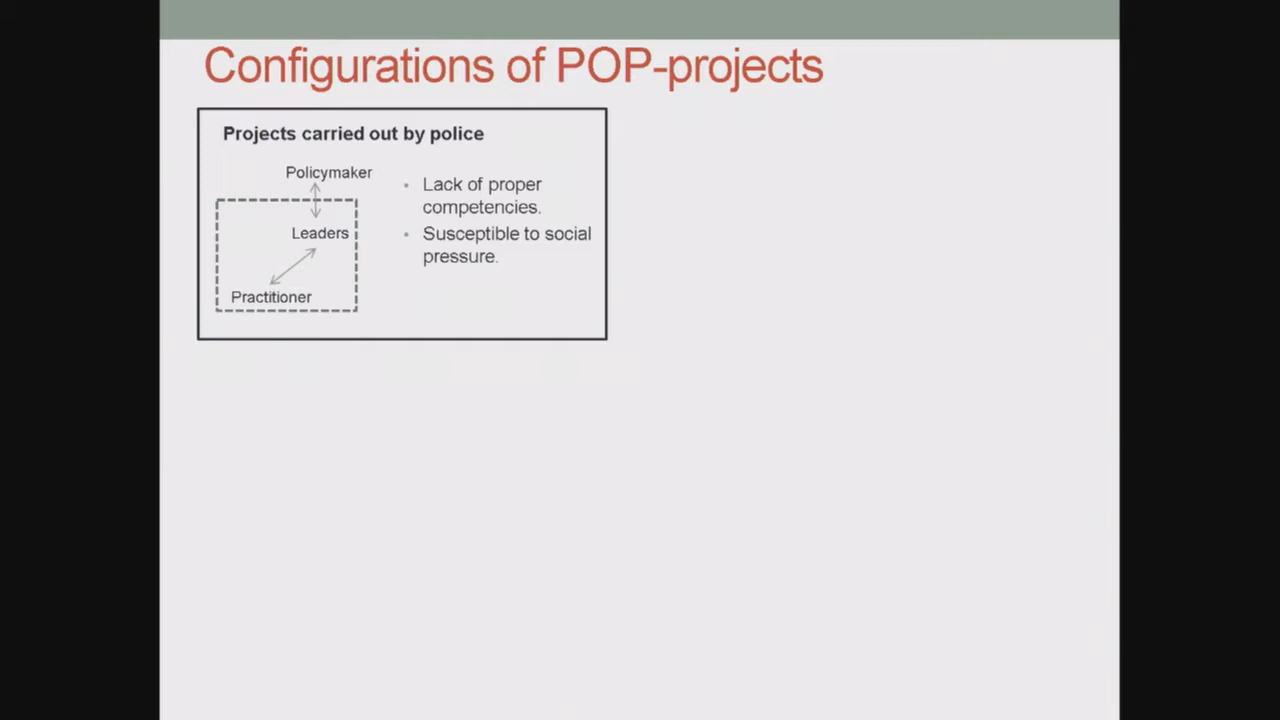 Configurations of POP-projects
Projects carried out by police
Policymaker
Leaders
Practitioner
• Lack of proper
competencies.
• Susceptible to social
pressure.